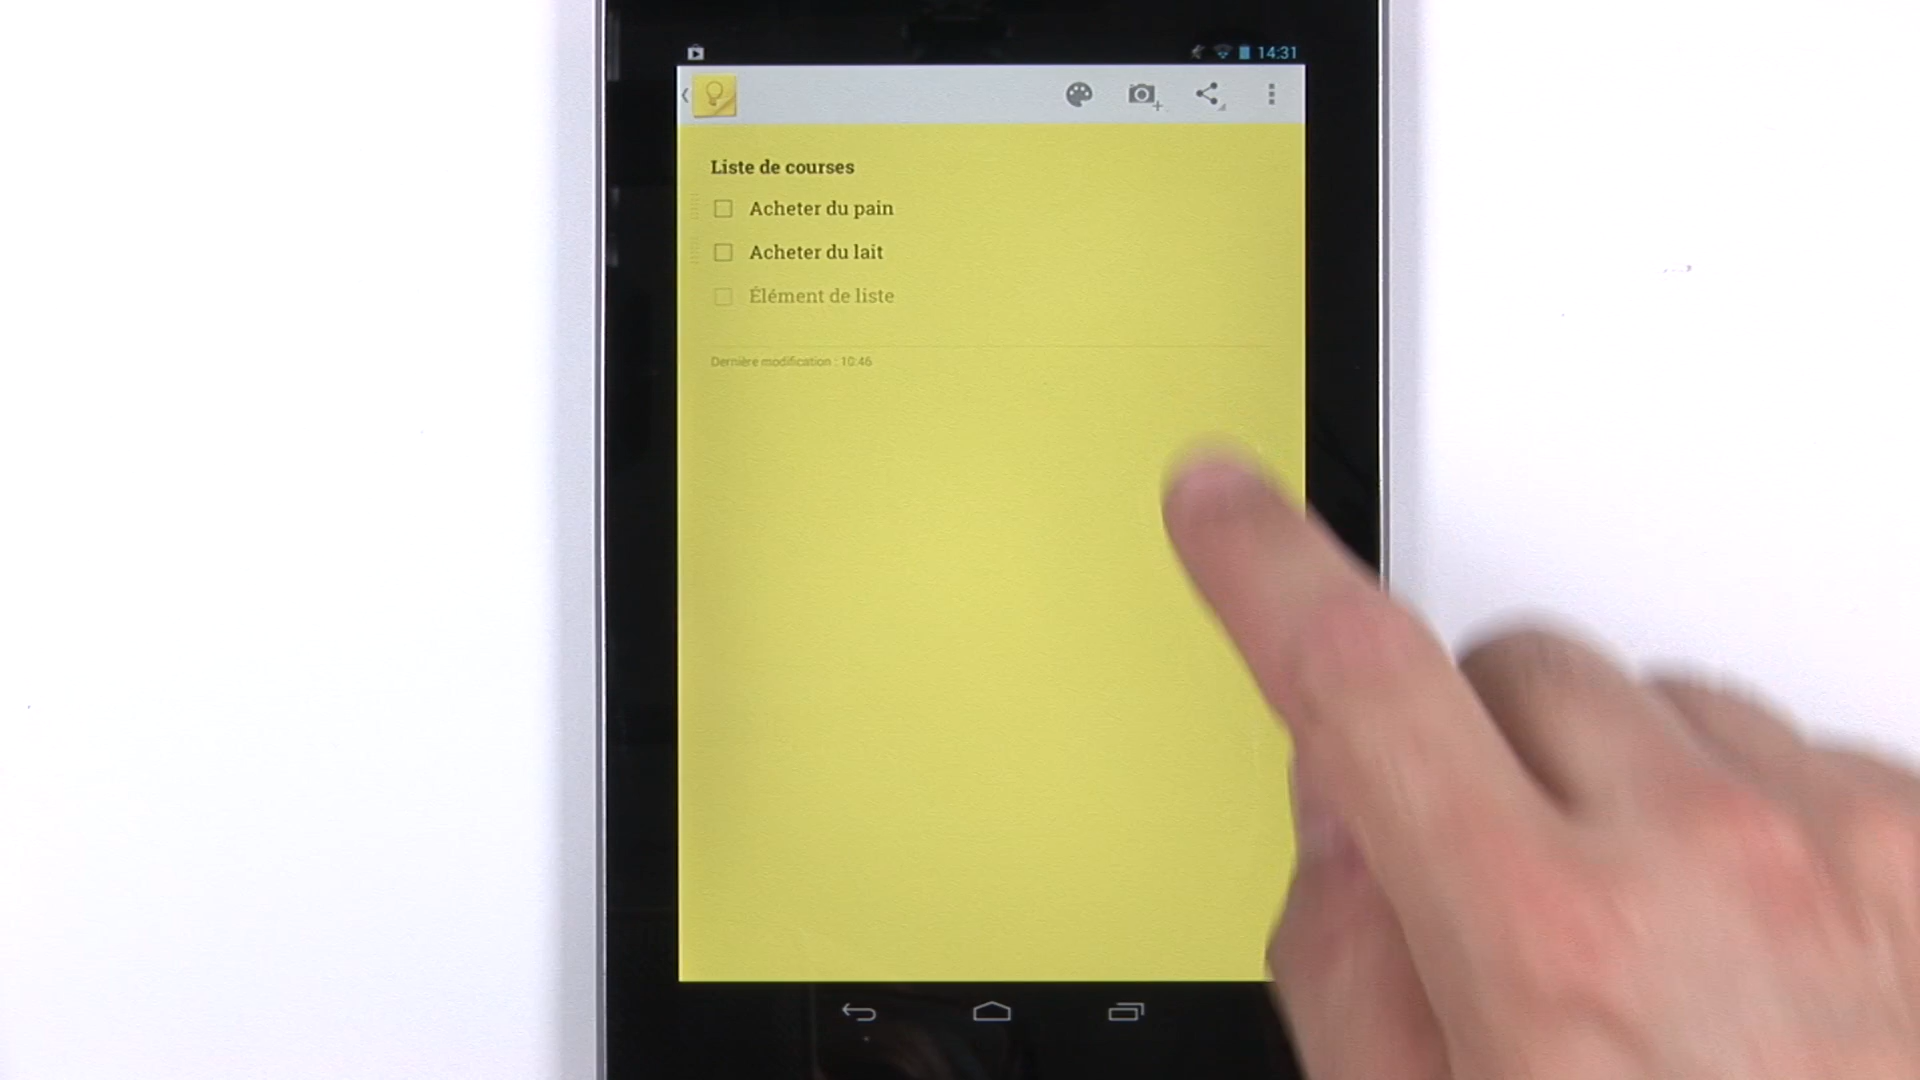 14:31
Liste de courses
Acheter du pain
Acheter du lait
Élément de liste
Dernière modification : 10:46